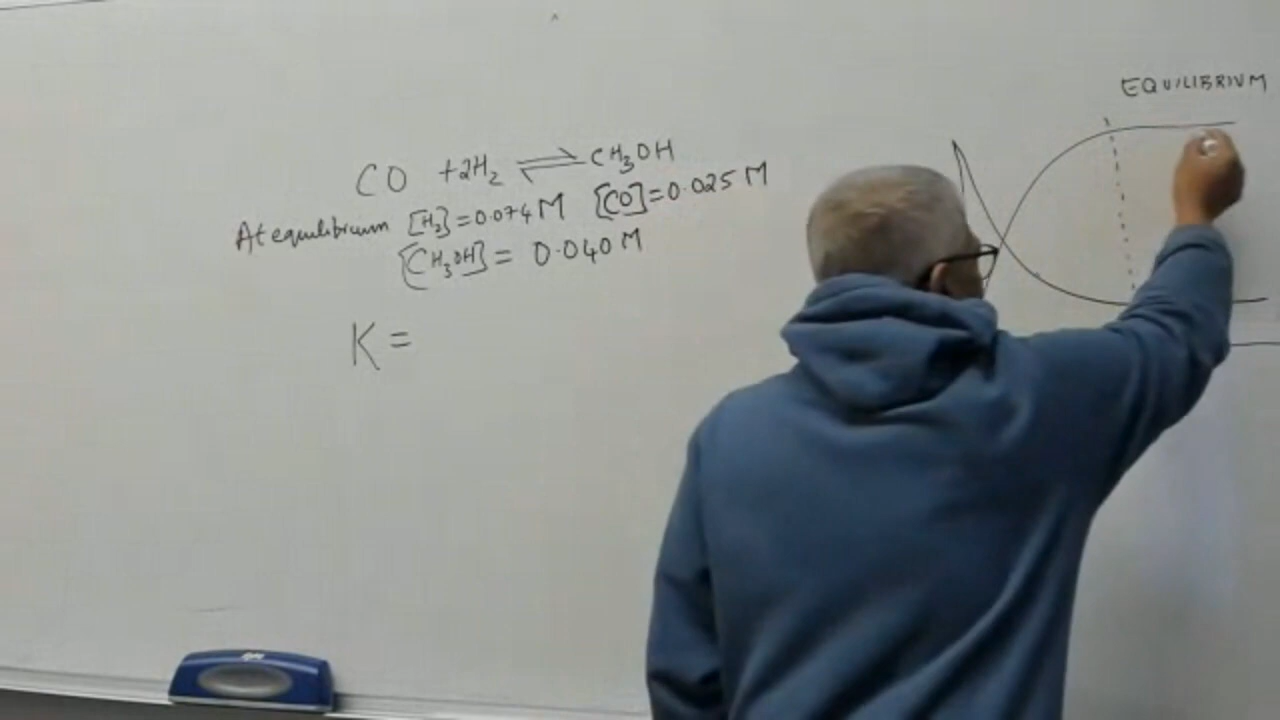 CO + 2H₂ ⇌ CH₃OH
At equilibrium [H₂] = 0.074 M [CO] = 0.025 M
[CH₃OH] = 0.040 M
K =
EQUILIBRIUM